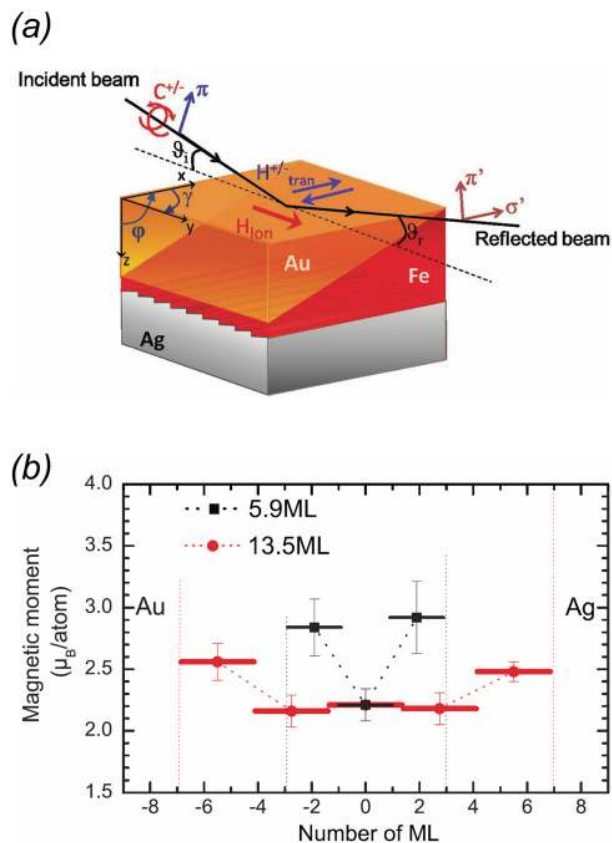 (a)
Incident beam
C+/-
π
ϑi
x
γ
φ
y
z
H+/- tran
Hlon
π'
σ'
ϑr
Reflected beam
Au
Fe
Ag
(b)
4.0
3.5
3.0
2.5
2.0
1.5
Magnetic moment
(μB/atom)
5.9ML
13.5ML
Au
Ag
-8 -6 -4 -2 0 2 4 6 8
Number of ML